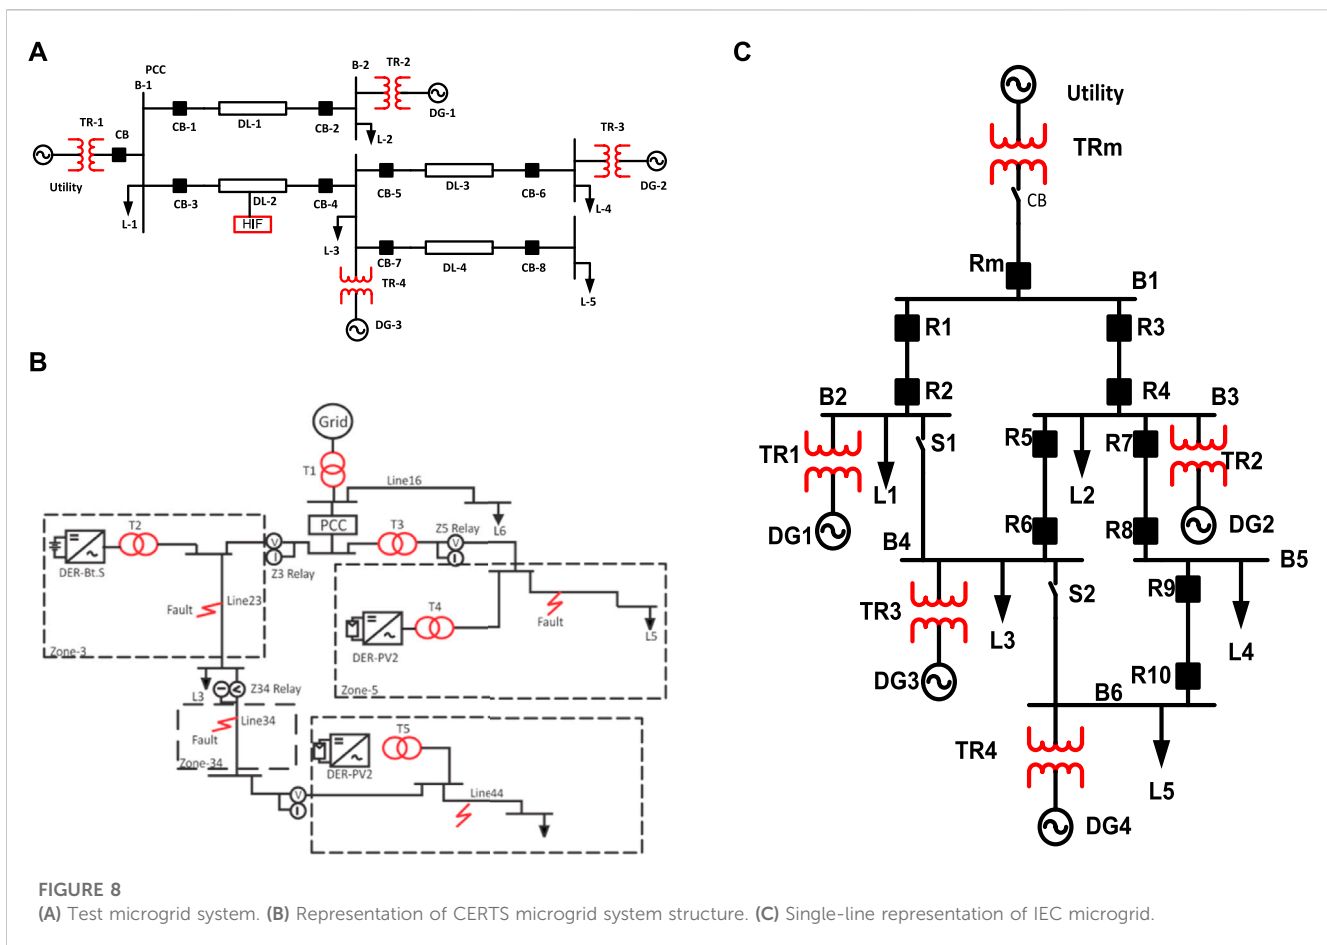 A
PCC
B-1
B-2
TR-2
DG-1
CB-1
DL-1
CB-2
L-2
TR-1
CB
Utility
TR-3
DG-2
CB-5
DL-3
CB-6
L-4
CB-3
DL-2
CB-4
HIF
L-1
L-3
CB-7
DL-4
CB-8
TR-4
L-5
DG-3
B
Grid
T1
Line16
L6
PCC
T2
T3
Z5 Relay
V
I
V
I
Z3 Relay
DER-Bt.S
Line23
Fault
Zone-3
T4
Fault
L5
DER-PV2
Zone-5
L3
Z34 Relay
I
V
Line34
Fault
Zone-34
T5
DER-PV2
V
I
Line44
C
Utility
TRm
CB
Rm
B1
R1
R3
R2
R4
B2
B3
TR1
S1
R5
R7
TR2
L1
L2
DG1
R6
R8
DG2
B4
B5
TR3
S2
R9
L3
L4
DG3
R10
B6
TR4
L5
DG4
FIGURE 8
(A) Test microgrid system. (B) Representation of CERTS microgrid system structure. (C) Single-line representation of IEC microgrid.